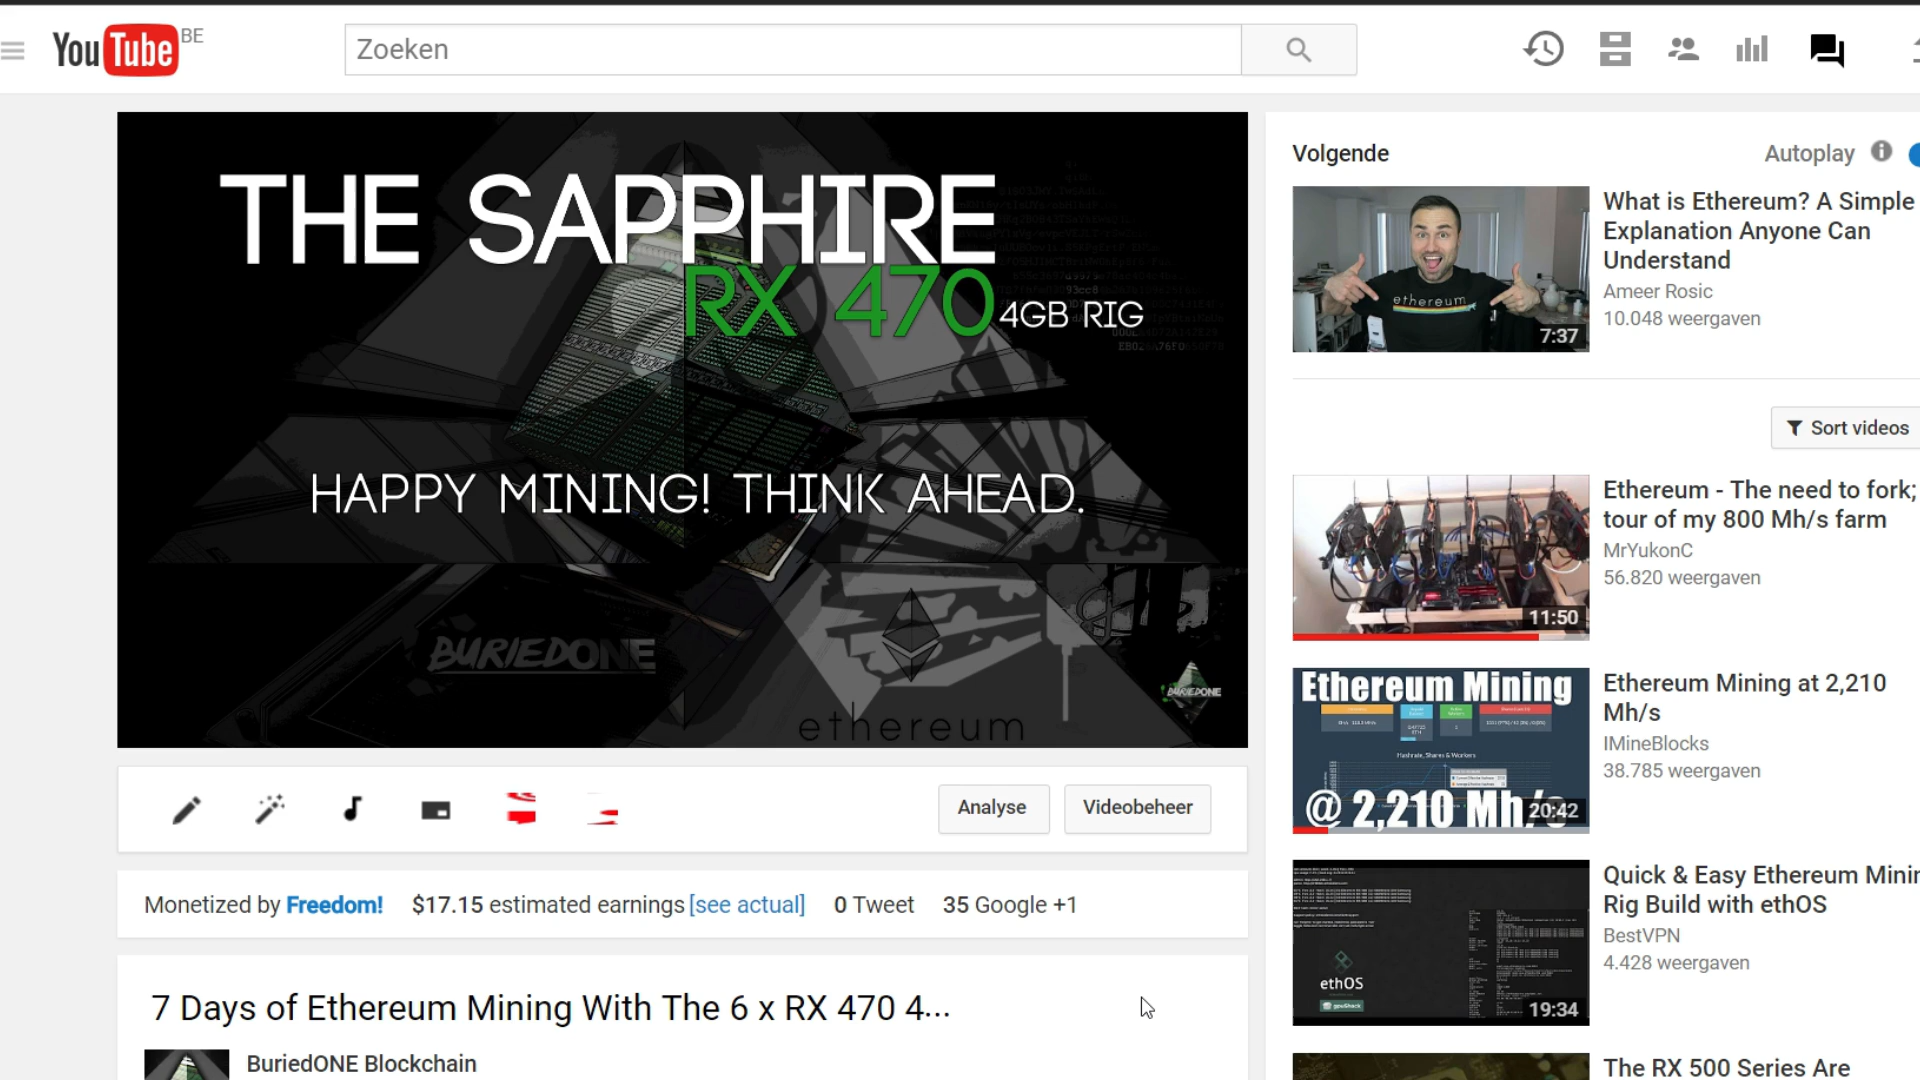 YouTube BE
Zoeken
THE SAPPHIRE
RX 470 4GB RIG
HAPPY MINING! THINK AHEAD.
BURIEDONE
BURIEDONE
ethereum
Analyse
Videobeheer
Monetized by Freedom! $17.15 estimated earnings [see actual] 0 Tweet 35 Google +1
7 Days of Ethereum Mining With The 6 x RX 470 4...
BuriedONE Blockchain
Volgende
Autoplay
ethereum
7:37
What is Ethereum? A Simple
Explanation Anyone Can
Understand
Ameer Rosic
10.048 weergaven
Sort videos
11:50
Ethereum - The need to fork;
tour of my 800 Mh/s farm
MrYukonC
56.820 weergaven
Ethereum Mining
Hashrate, Shares & Workers
@ 2,210 Mh/s
20:42
Ethereum Mining at 2,210
Mh/s
IMineBlocks
38.785 weergaven
ethOS
gpuShack
19:34
Quick & Easy Ethereum Minin
Rig Build with ethOS
BestVPN
4.428 weergaven
The RX 500 Series Are